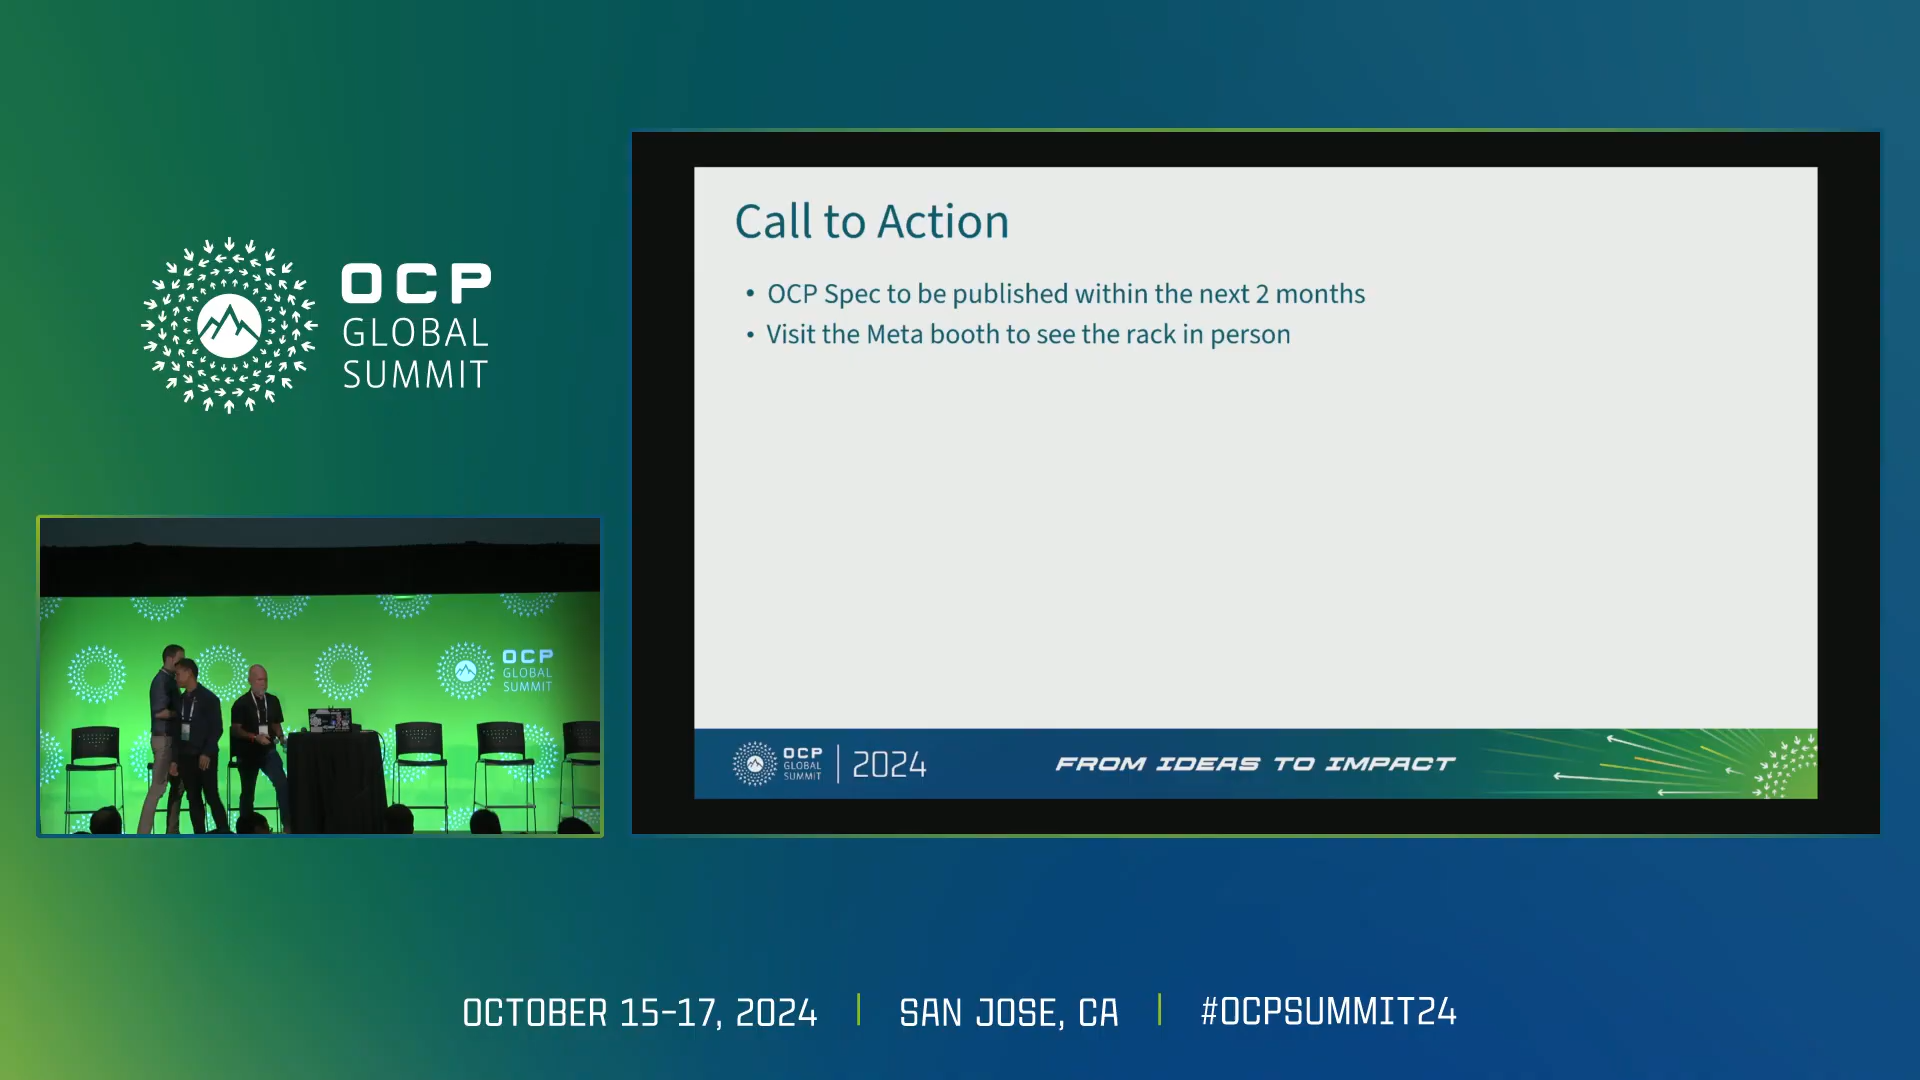 OCP
GLOBAL
SUMMIT
Call to Action
• OCP Spec to be published within the next 2 months
• Visit the Meta booth to see the rack in person
OCP
GLOBAL
SUMMIT
2024
FROM IDEAS TO IMPACT
OCP
GLOBAL
SUMMIT
OCTOBER 15-17, 2024
SAN JOSE, CA
#OCPSUMMIT24